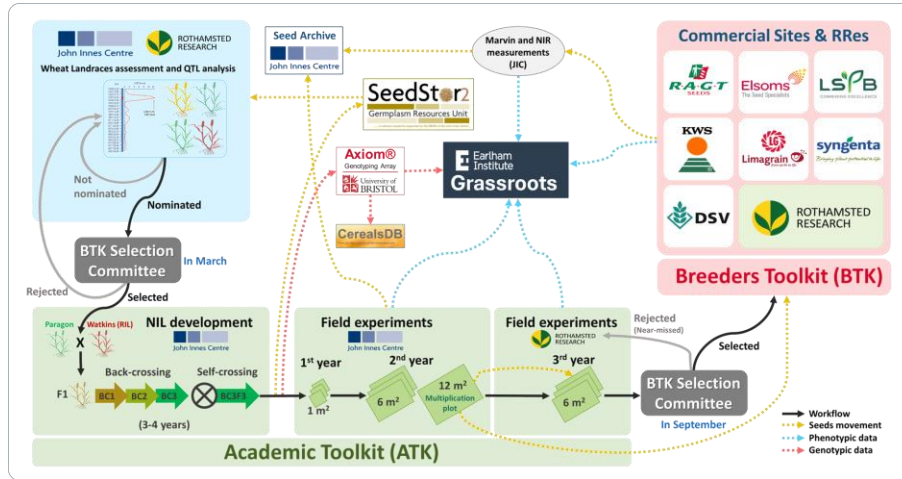 John Innes Centre
ROTHAMSTED
RESEARCH
Wheat Landraces assessment and QTL analysis
Not
nominated
Nominated
BTK Selection
Committee
In March
Rejected
Selected
Seed Archive
John Innes Centre
Marvin and NIR
measurements
(JIC)
SeedStor2
Germplasm Resources Unit
Axiom®
Genotyping Array
University of
BRISTOL
CerealsDB
Earlham
Institute
Grassroots
Commercial Sites & RRes
R·A·G·T
SEEDS
Elsoms
The Seed Specialists
LSPB
KWS
LG
Limagrain
syngenta
Bringing plant potential to life
DSV
ROTHAMSTED
RESEARCH
Breeders Toolkit (BTK)
Paragon
Watkins (RIL)
X
NIL development
John Innes Centre
F1
Back-crossing
Self-crossing
BC1
BC2
BC3
BC3F3
(3-4 years)
Field experiments
John Innes Centre
1st year
2nd year
1 m²
6 m²
12 m²
Multiplication
plot
Field experiments
ROTHAMSTED
RESEARCH
3rd year
6 m²
Rejected
(Near-missed)
Selected
BTK Selection
Committee
In September
Academic Toolkit (ATK)
Workflow
Seeds movement
Phenotypic data
Genotypic data